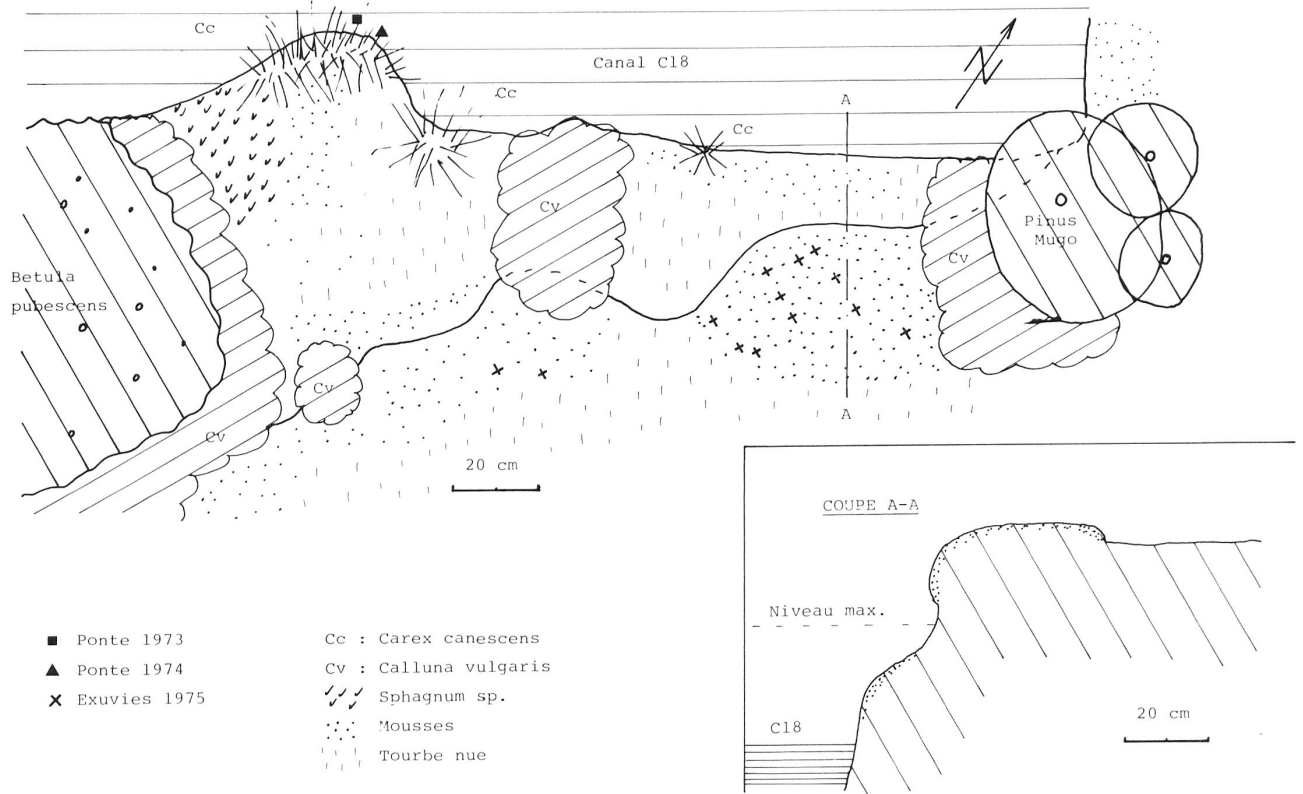 Cc
Canal C18
N
Cc
A
Cc
Cv
Pinus
Mugo
Cv
Betula
pubescens
Cv
A
Cv
20 cm
COUPE A-A
Niveau max.
C18
20 cm
Ponte 1973
Ponte 1974
Exuvies 1975
Cc : Carex canescens
Cv : Calluna vulgaris
Sphagnum sp.
Mousses
Tourbe nue